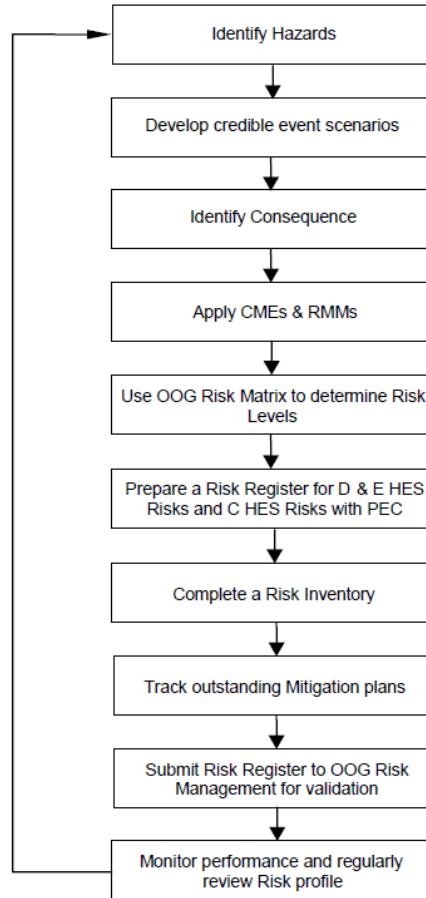 Identify Hazards
Develop credible event scenarios
Identify Consequence
Apply CMEs & RMMs
Use OOG Risk Matrix to determine Risk
Levels
Prepare a Risk Register for D & E HES
Risks and C HES Risks with PEC
Complete a Risk Inventory
Track outstanding Mitigation plans
Submit Risk Register to OOG Risk
Management for validation
Monitor performance and regularly
review Risk profile